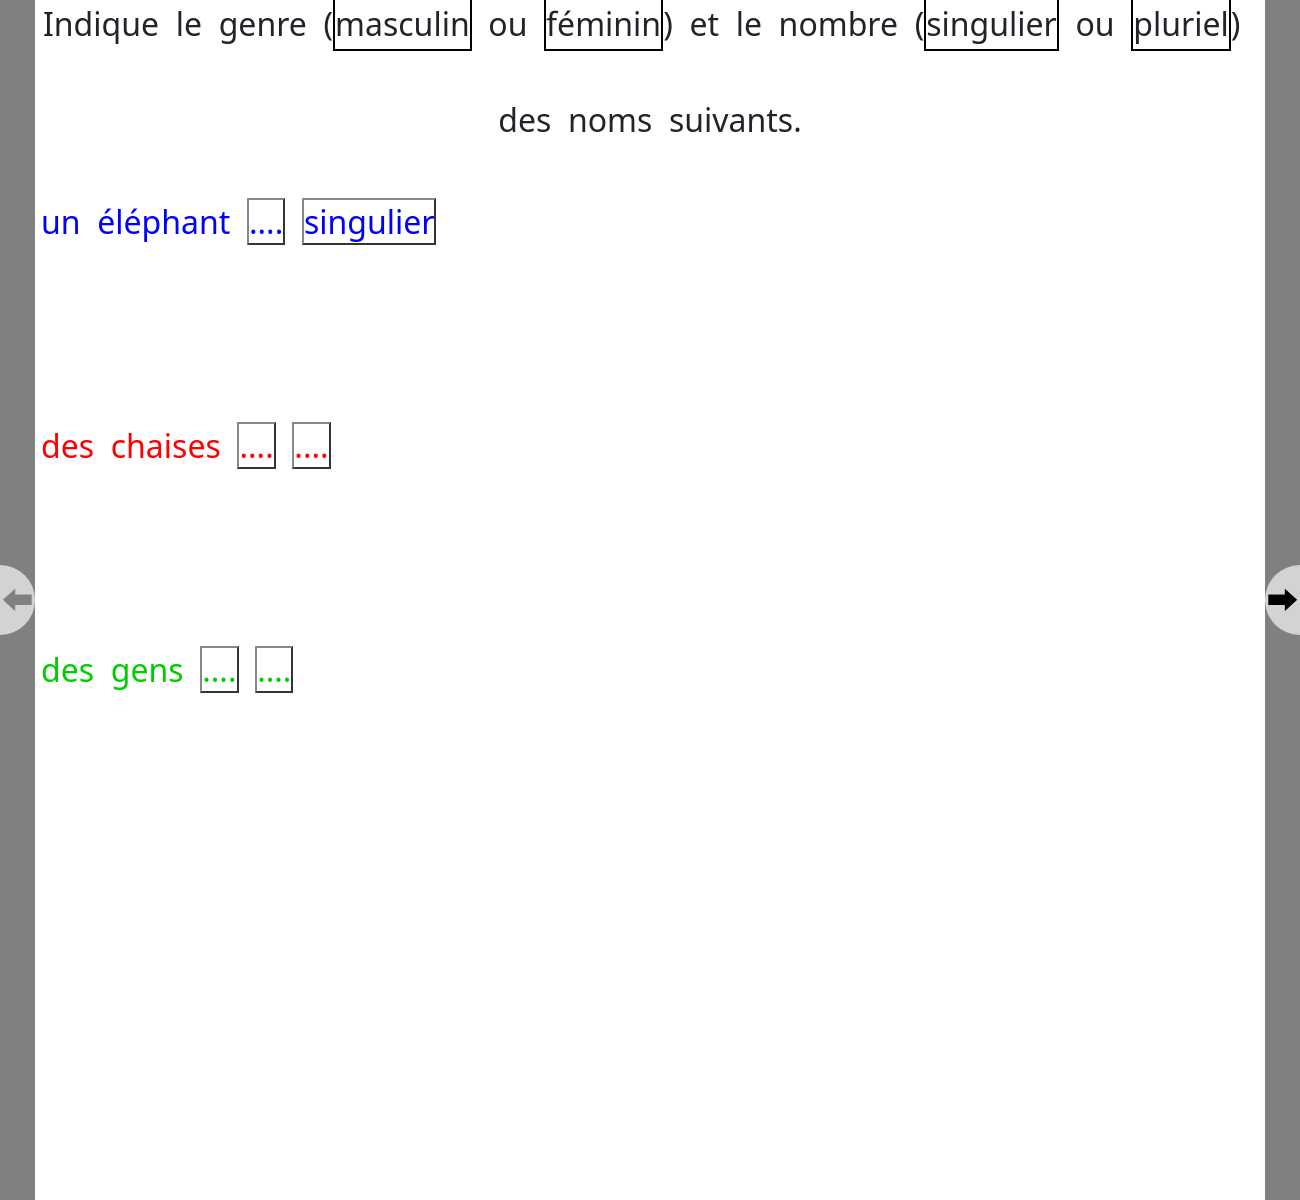 Indique le genre (masculin ou féminin) et le nombre (singulier ou pluriel)
des noms suivants.
un éléphant .... singulier
des chaises .... ....
des gens .... ....